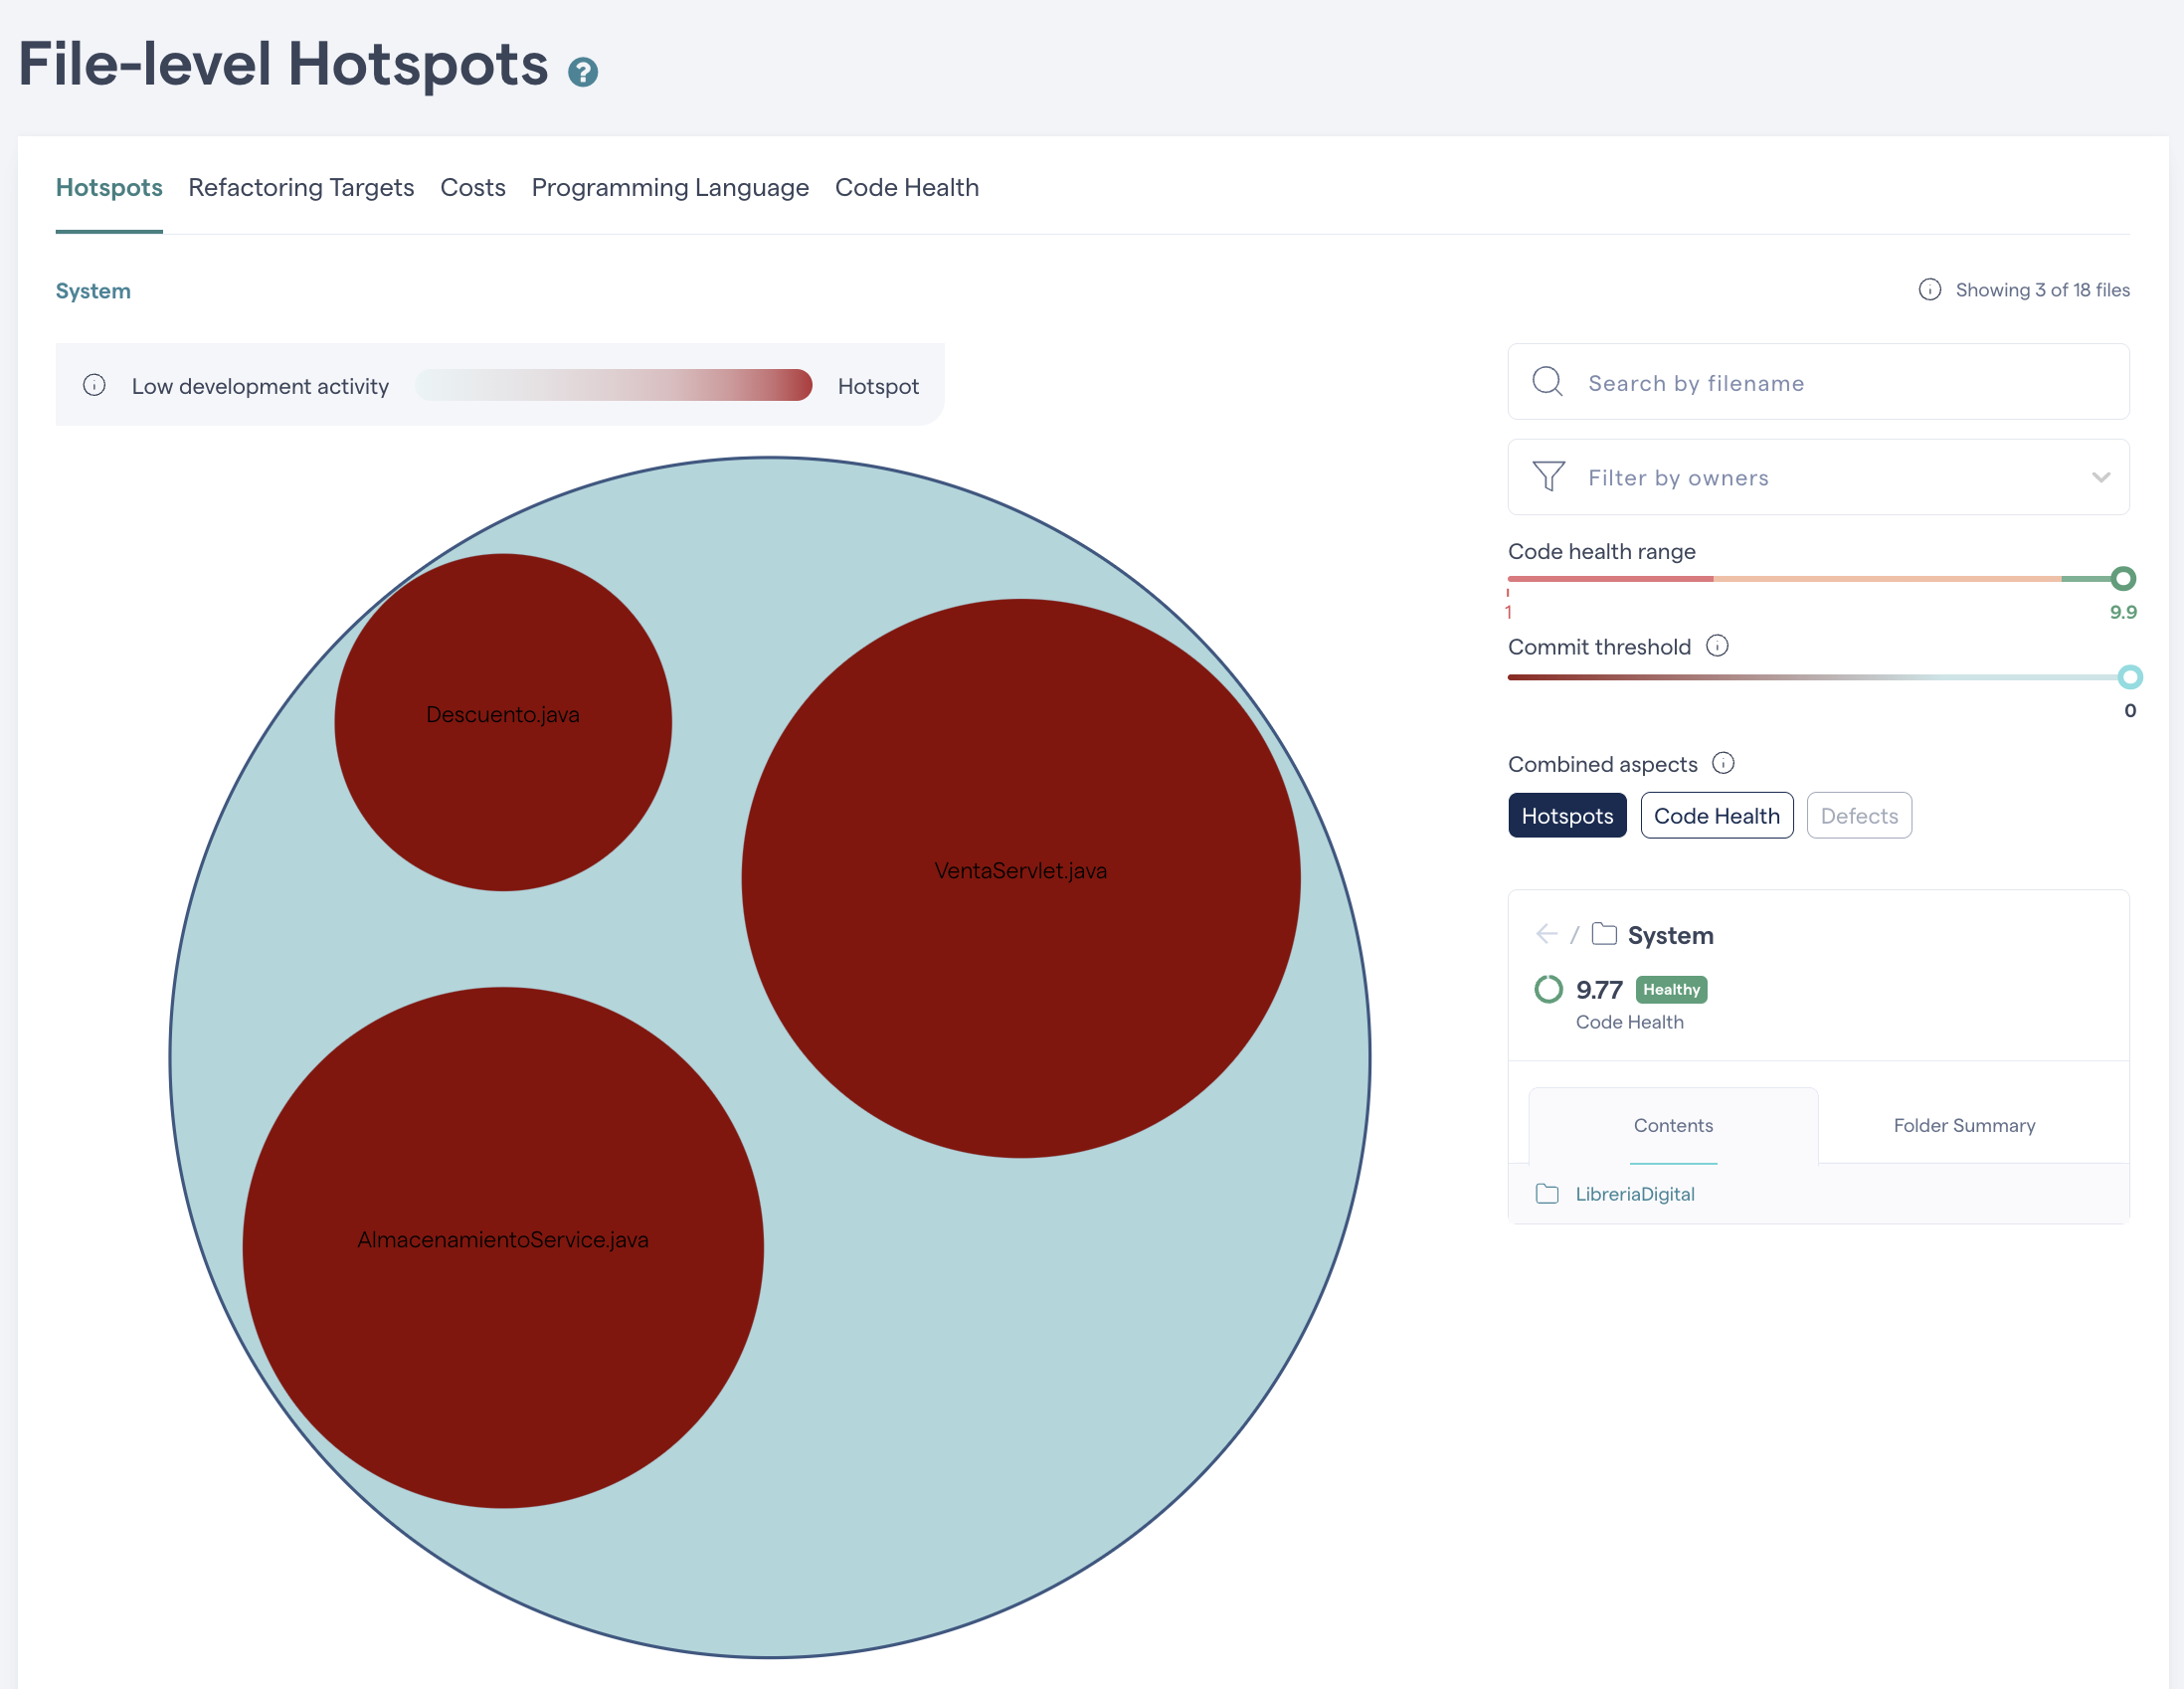 File-level Hotspots ?
Hotspots Refactoring Targets Costs Programming Language Code Health
System
Showing 3 of 18 files
Low development activity Hotspot
Search by filename
Filter by owners
Code health range
1 9.9
Commit threshold
0
Combined aspects
Hotspots Code Health Defects
/ System
9.77 Healthy
Code Health
Contents Folder Summary
LibreriaDigital
Descuento.java
VentaServlet.java
AlmacenamientoService.java